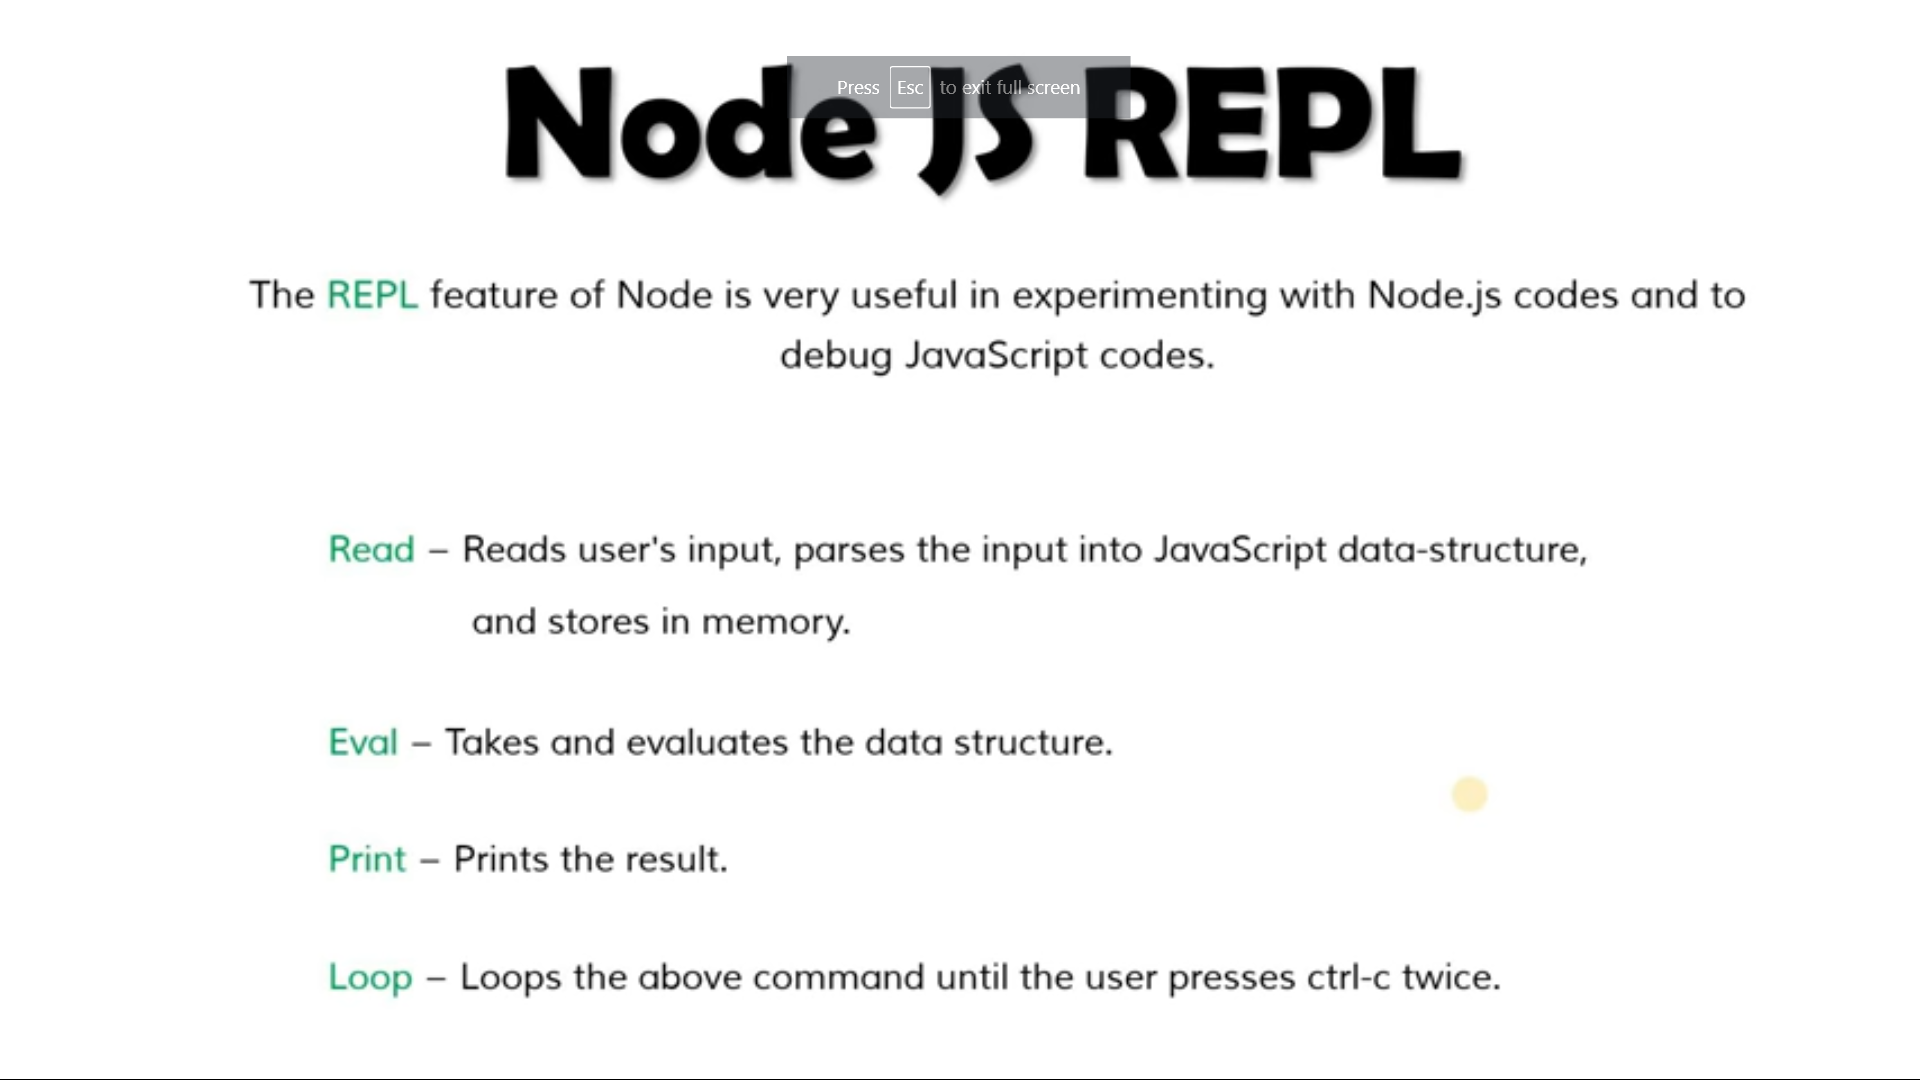 Node JS REPL
Press Esc to exit full screen
The REPL feature of Node is very useful in experimenting with Node.js codes and to
debug JavaScript codes.
Read – Reads user's input, parses the input into JavaScript data-structure,
and stores in memory.
Eval – Takes and evaluates the data structure.
Print – Prints the result.
Loop – Loops the above command until the user presses ctrl-c twice.